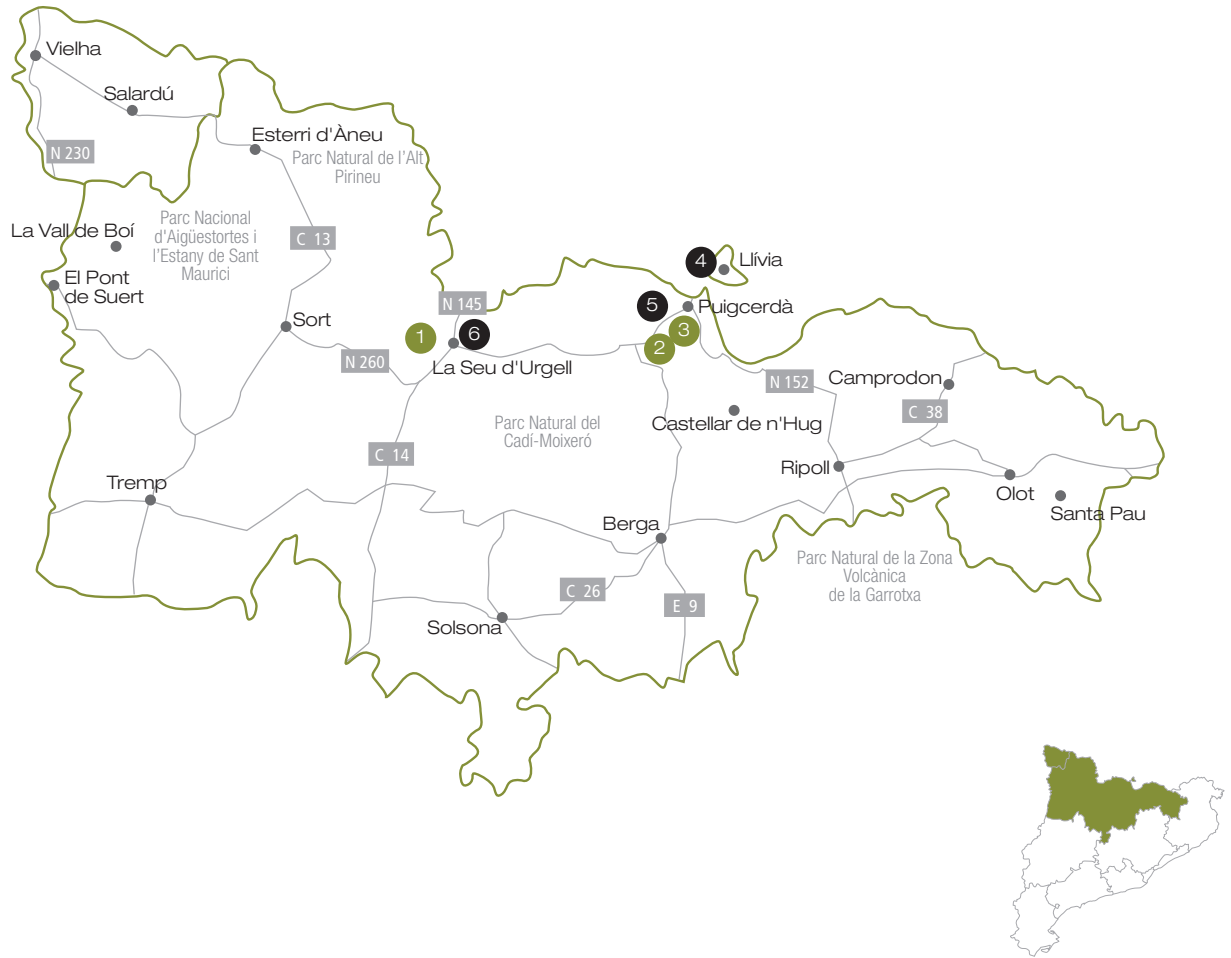 Vielha
Salardú
N 230
Esterri d'Àneu
Parc Natural de l'Alt
Pirineu
La Vall de Boí
Parc Nacional
d'Aigüestortes i
l'Estany de Sant
Maurici
C 13
El Pont
de Suert
Sort
N 145
1
6
La Seu d'Urgell
N 260
4
Llívia
5
Puigcerdà
3
2
N 152
Camprodon
C 38
Castellar de n'Hug
Parc Natural del
Cadí-Moixeró
C 14
Ripoll
Tremp
Olot
Santa Pau
Berga
Parc Natural de la Zona
Volcànica
de la Garrotxa
C 26
E 9
Solsona